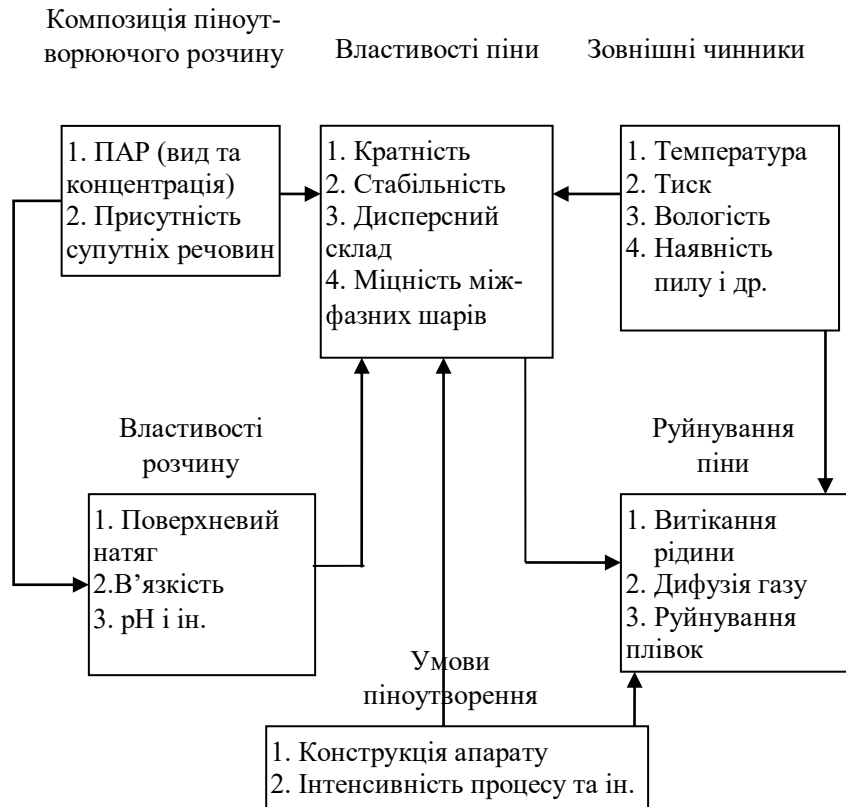 Композиція піноут-
ворюючого розчину
Властивості піни
Зовнішні чинники
1. ПАР (вид та
концентрація)
2. Присутність
супутніх речовин
1. Кратність
2. Стабільність
3. Дисперсний
склад
4. Міцність між-
фазних шарів
1. Температура
2. Тиск
3. Вологість
4. Наявність
пилу і др.
Властивості
розчину
Руйнування
піни
1. Поверхневий
натяг
2.В’язкість
3. pH і ін.
1. Витікання
рідини
2. Дифузія газу
3. Руйнування
плівок
Умови
піноутворення
1. Конструкція апарату
2. Інтенсивність процесу та ін.